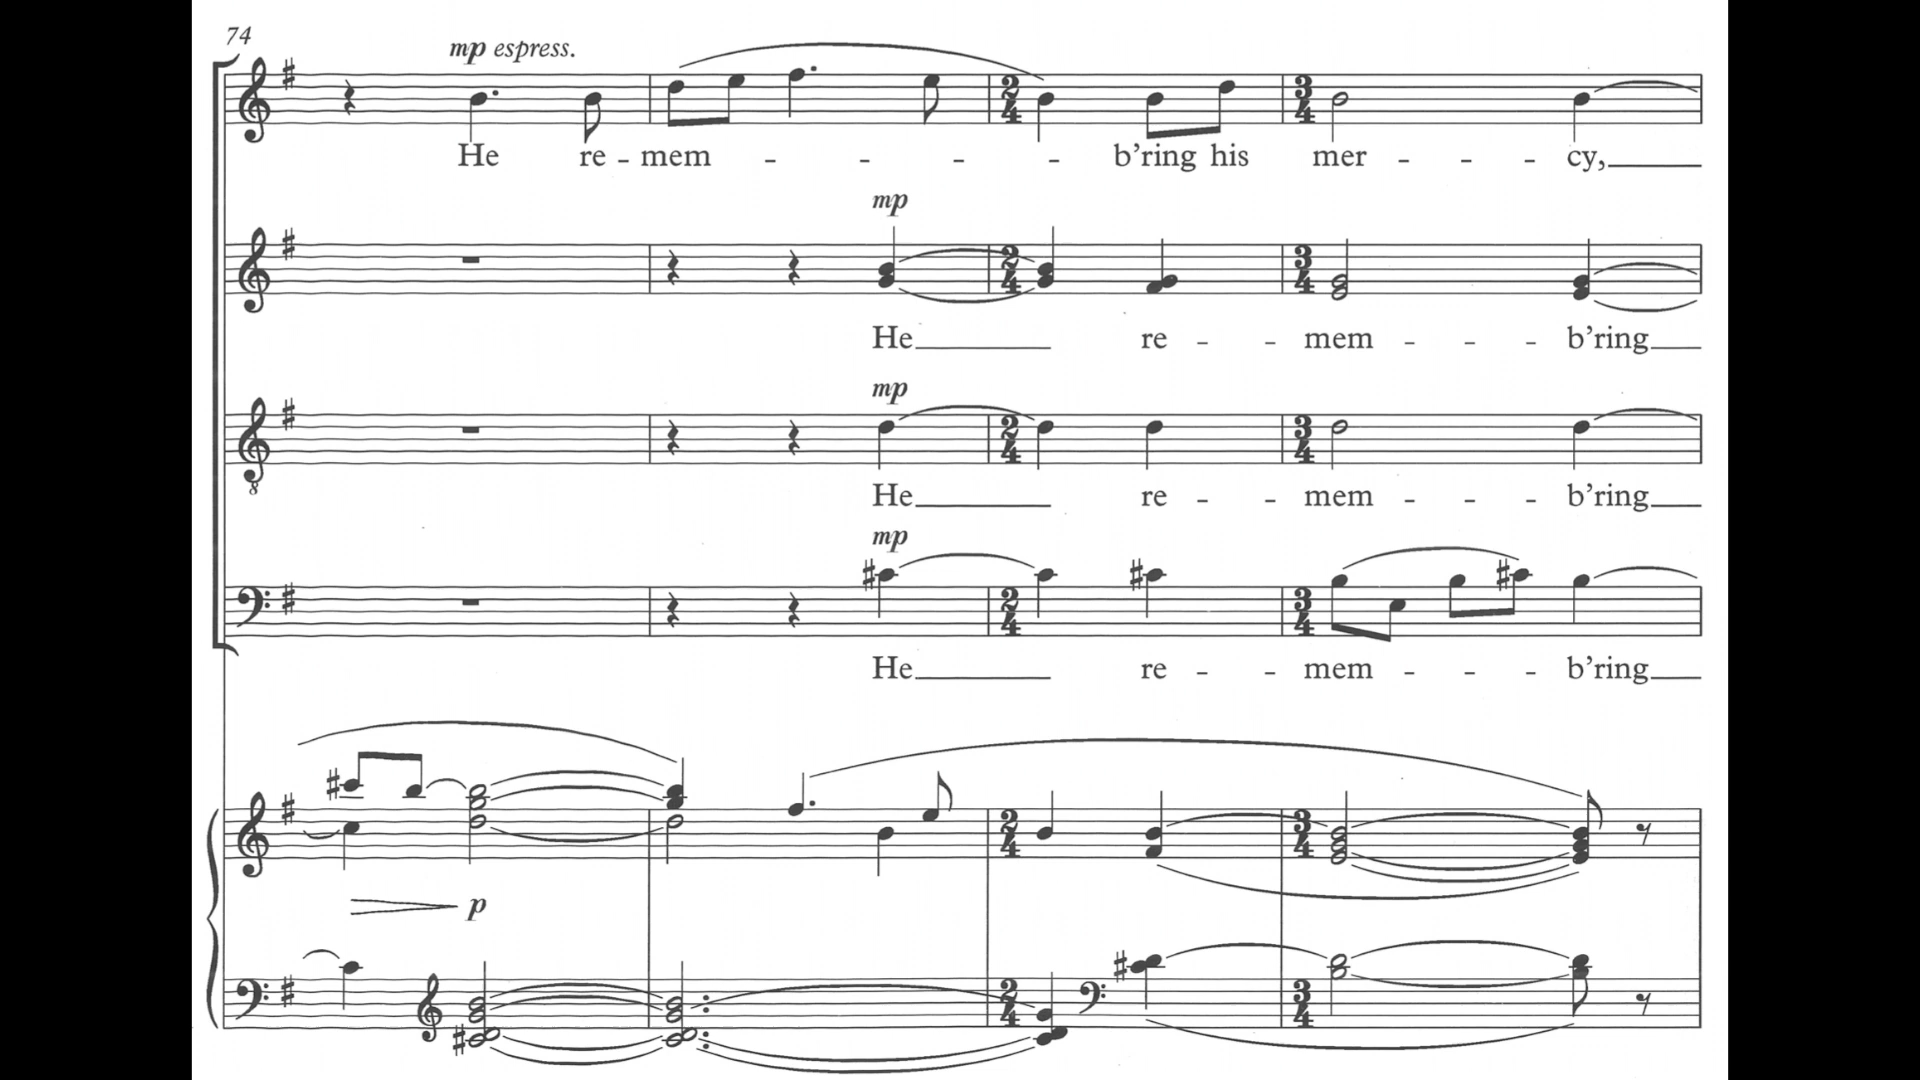 74
mp espress.
He re - mem - - - - b’ring his mer - - - cy,
mp
He re - - mem - - - b’ring
mp
He re - - mem - - - b’ring
mp
He re - - mem - - - b’ring
p